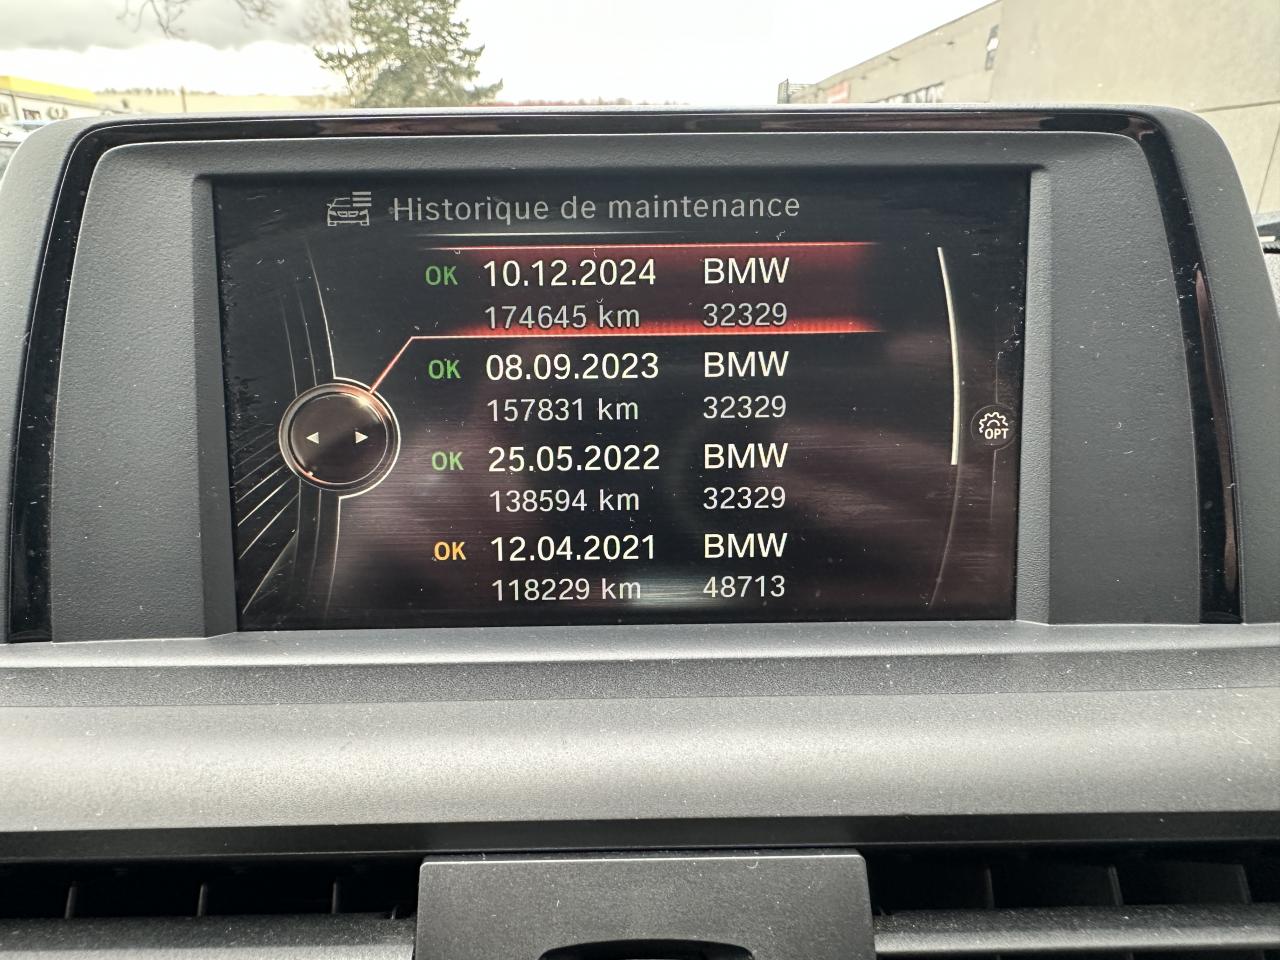 Historique de maintenance
OK 10.12.2024 BMW
174645 km 32329
OK 08.09.2023 BMW
157831 km 32329
OK 25.05.2022 BMW
138594 km 32329
OK 12.04.2021 BMW
118229 km 48713
OPT